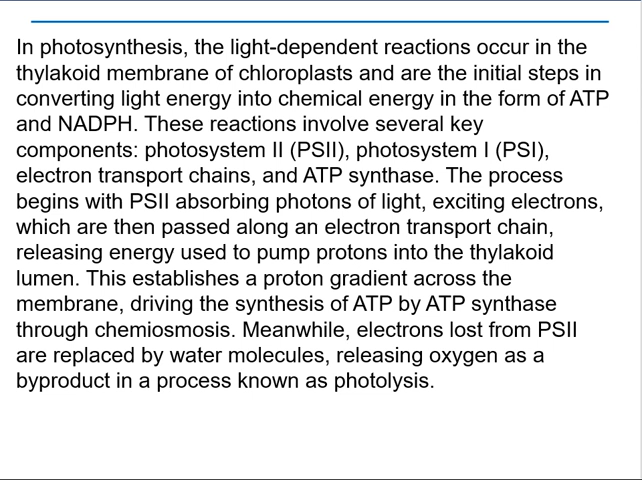 In photosynthesis, the light-dependent reactions occur in the
thylakoid membrane of chloroplasts and are the initial steps in
converting light energy into chemical energy in the form of ATP
and NADPH. These reactions involve several key
components: photosystem II (PSII), photosystem I (PSI),
electron transport chains, and ATP synthase. The process
begins with PSII absorbing photons of light, exciting electrons,
which are then passed along an electron transport chain,
releasing energy used to pump protons into the thylakoid
lumen. This establishes a proton gradient across the
membrane, driving the synthesis of ATP by ATP synthase
through chemiosmosis. Meanwhile, electrons lost from PSII
are replaced by water molecules, releasing oxygen as a
byproduct in a process known as photolysis.